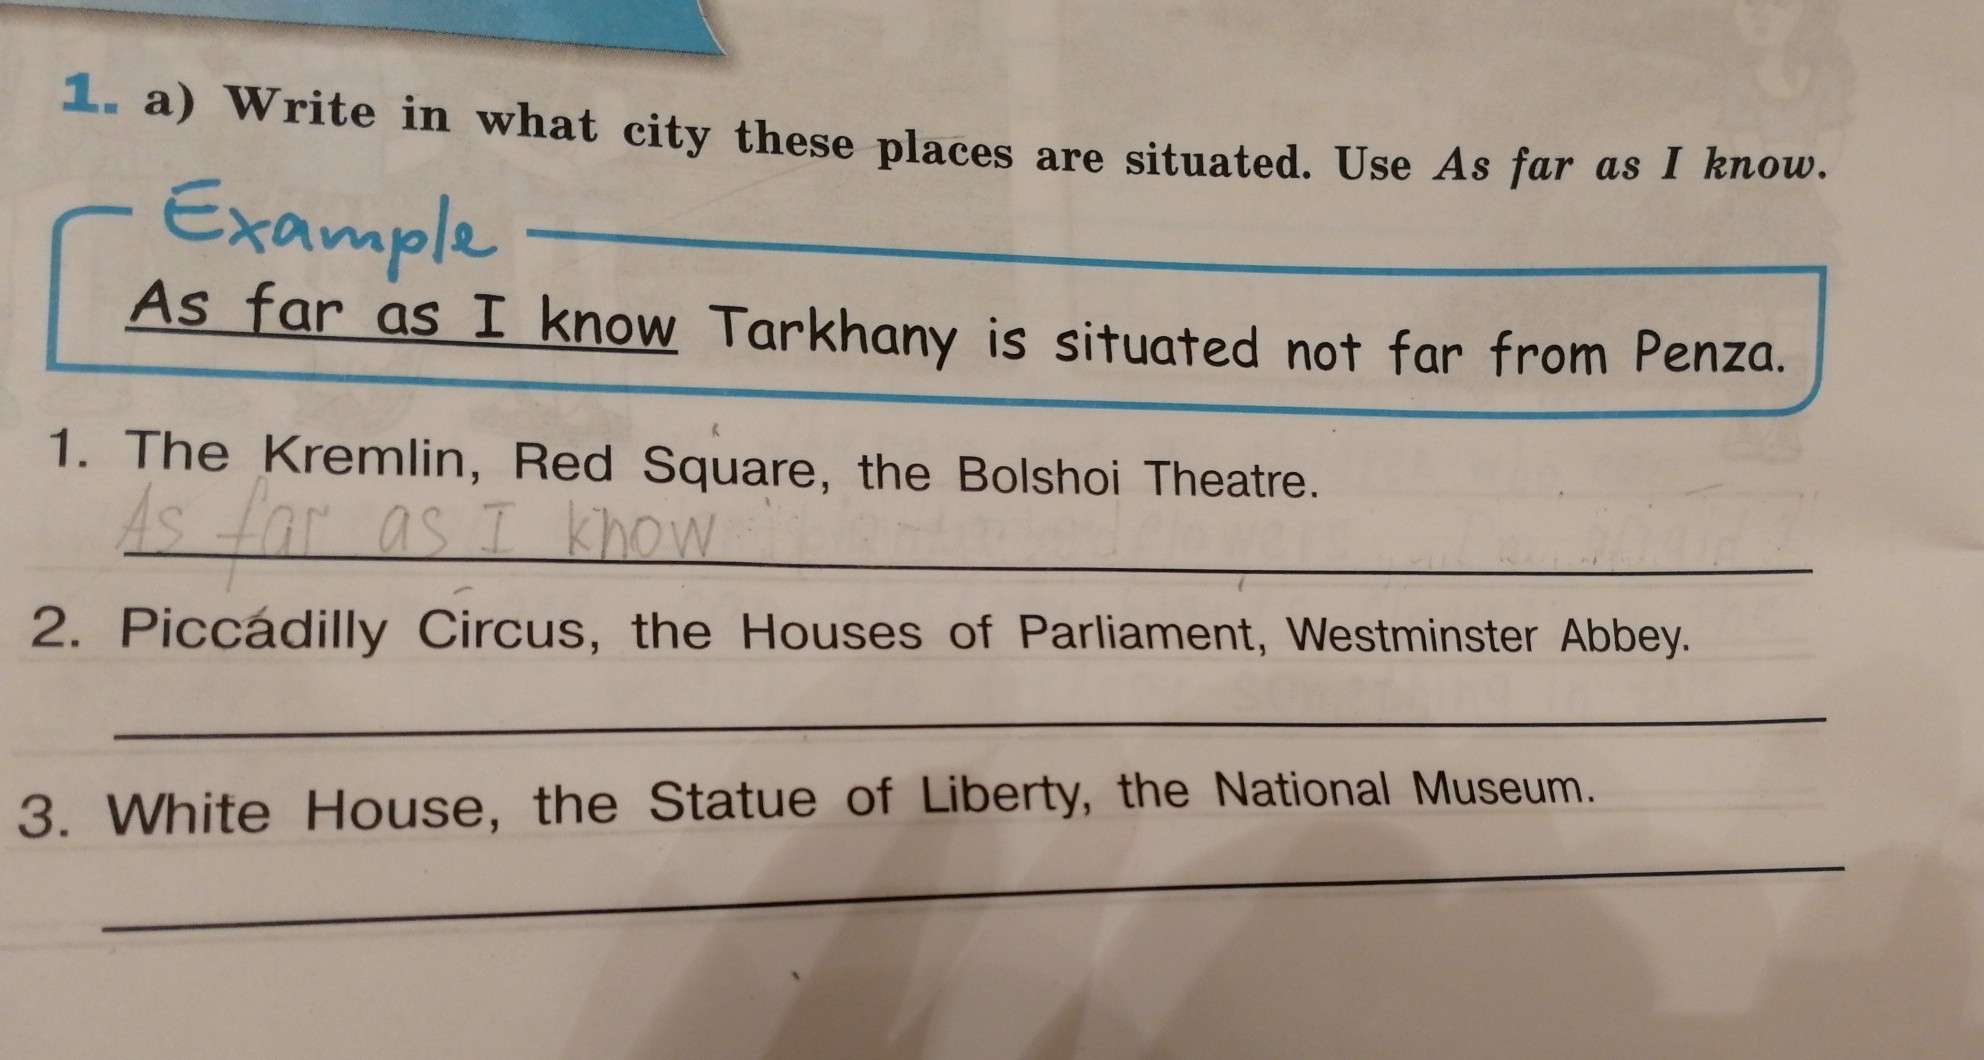 1. a) Write in what city these places are situated. Use As far as I know.
Example
As far as I know Tarkhany is situated not far from Penza.
1. The Kremlin, Red Square, the Bolshoi Theatre.
As far as I know
2. Piccádilly Circus, the Houses of Parliament, Westminster Abbey.
3. White House, the Statue of Liberty, the National Museum.